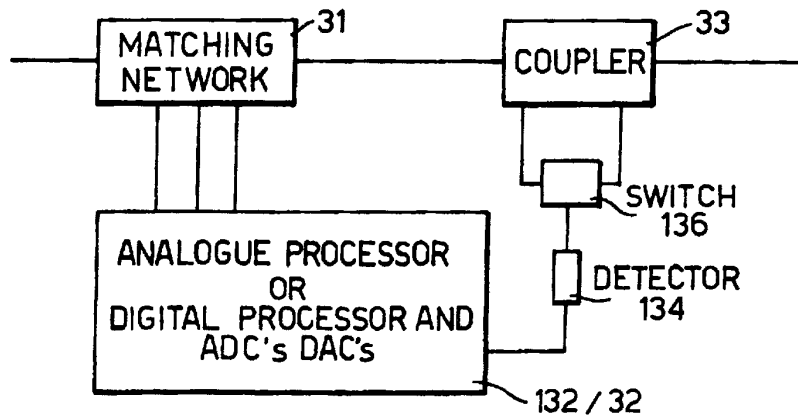 31
MATCHING
NETWORK
33
COUPLER
SWITCH
136
DETECTOR
134
ANALOGUE PROCESSOR
OR
DIGITAL PROCESSOR AND
ADC's DAC's
132 / 32